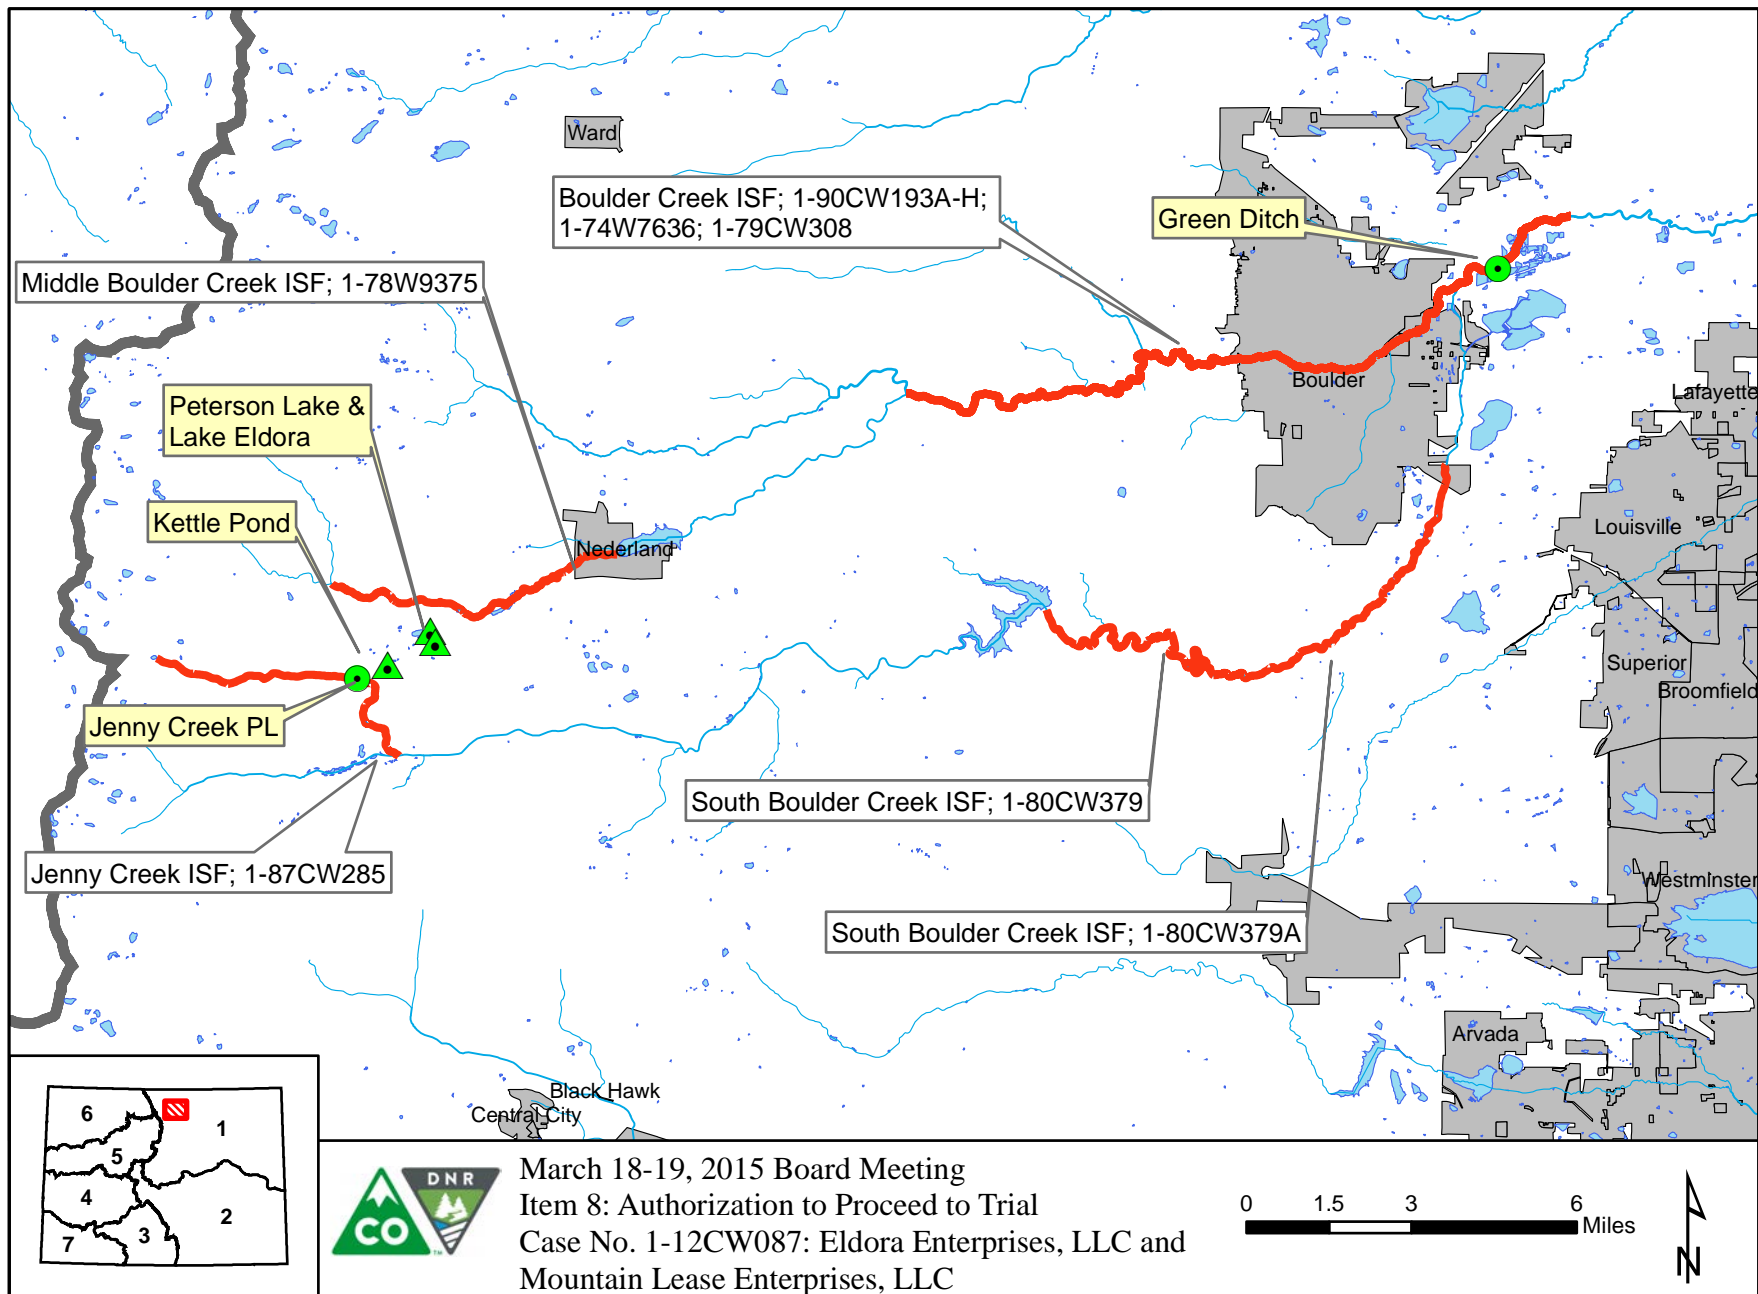 Ward
Boulder Creek ISF; 1-90CW193A-H;
1-74W7636; 1-79CW308
Green Ditch
Middle Boulder Creek ISF; 1-78W9375
Boulder
Peterson Lake &
Lake Eldora
Lafayette
Kettle Pond
Nederland
Louisville
Superior
Broomfield
Jenny Creek PL
South Boulder Creek ISF; 1-80CW379
Jenny Creek ISF; 1-87CW285
Westminster
South Boulder Creek ISF; 1-80CW379A
Arvada
Black Hawk
Central City
6
1
5
4
2
3
7
CO
DNR
TM
March 18-19, 2015 Board Meeting
Item 8: Authorization to Proceed to Trial
Case No. 1-12CW087: Eldora Enterprises, LLC and
Mountain Lease Enterprises, LLC
0 1.5 3 6
Miles
N